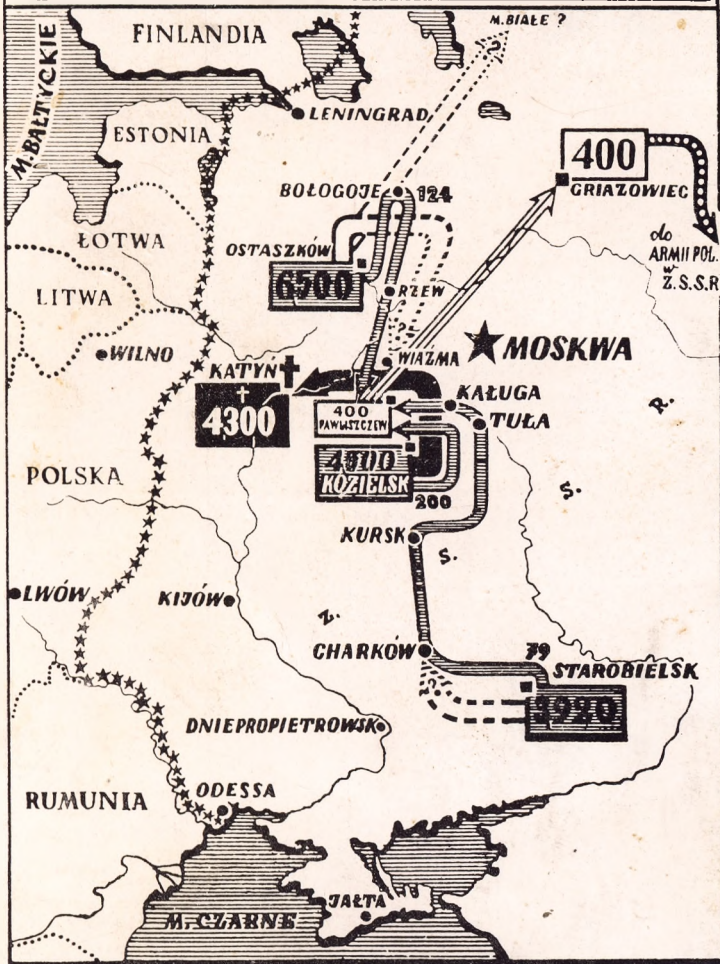 M. BIAŁE ?
FINLANDIA
M. BAŁTYCKIE
LENINGRAD
ESTONIA
?
400
BOŁOGOJE
124
GRIAZOWIEC
ŁOTWA
OSTASZKÓW
do
ARMII POL.
w
Z.S.S.R
6500
RZEW
LITWA
?
WILNO
WIAŹMA
MOSKWA
KATYŃ
4300
KAŁUGA
400
PAWLISZCZEW
TUŁA
R.
POLSKA
KOZIELSK
200
S.
KURSK
S.
LWÓW
KIJÓW
Z.
CHARKÓW
79
STAROBIELSK
?
3920
DNIEPROPIETROWSK
RUMUNIA
ODESSA
JAŁTA
M. CZARNE